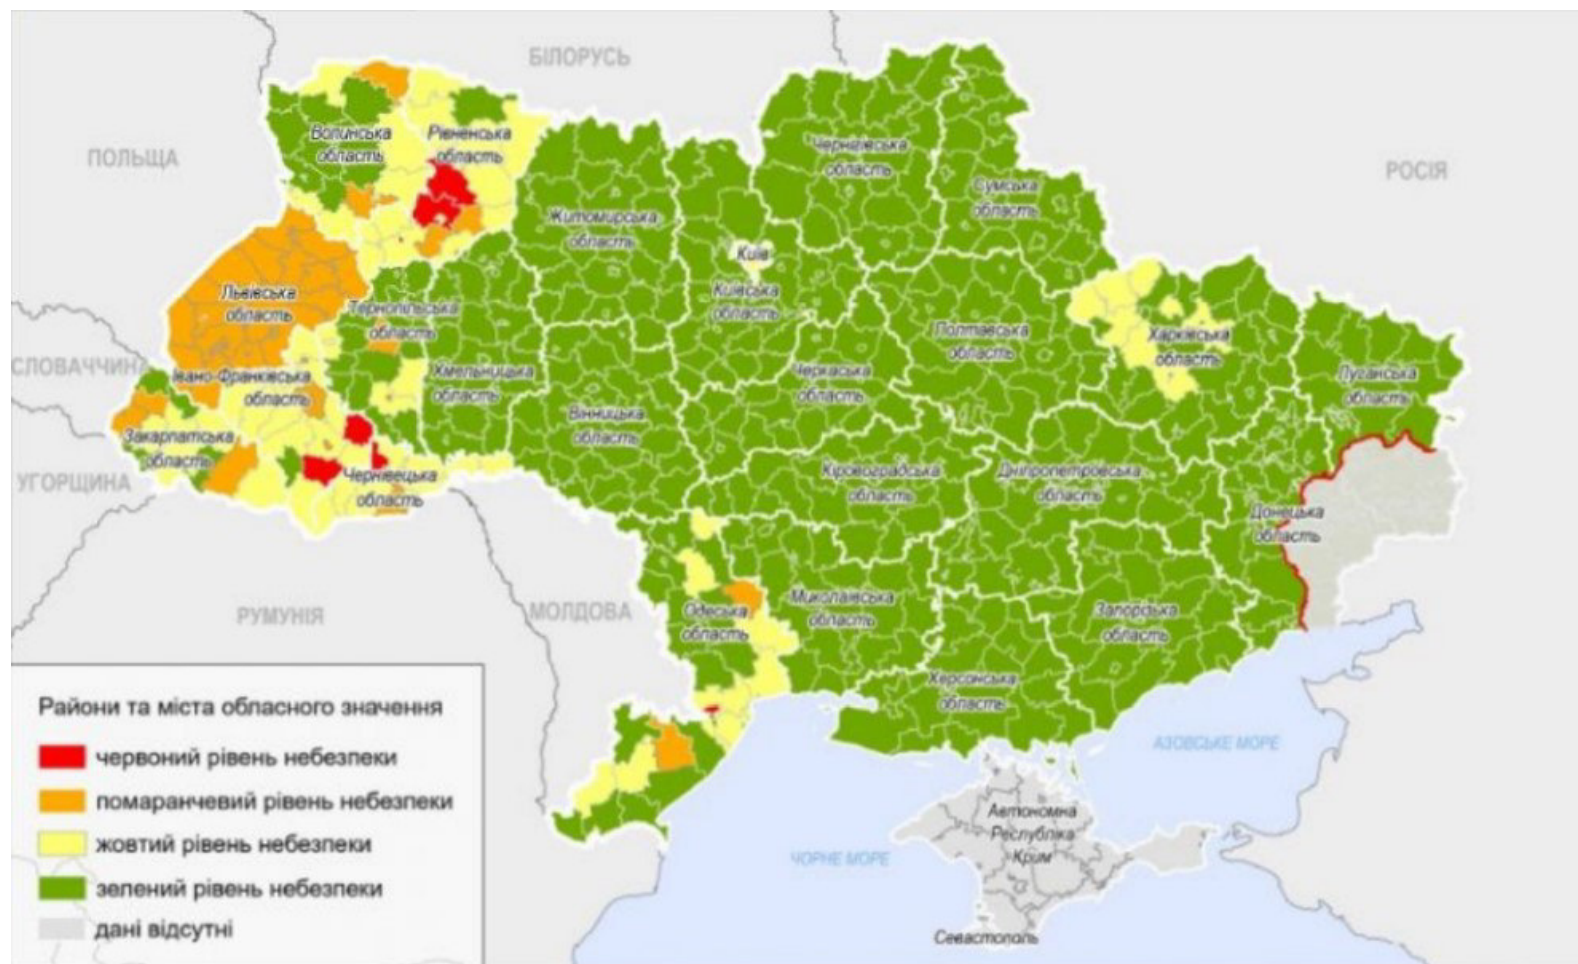 БІЛОРУСЬ
ПОЛЬЩА
РОСІЯ
Волинська
область
Рівненська
область
Чернігівська
область
Сумська
область
Житомирська
область
Київ
Київська
область
Львівська
область
Тернопільська
область
Полтавська
область
Харківська
область
СЛОВАЧЧИНА
Івано-Франківська
область
Хмельницька
область
Черкаська
область
Луганська
область
Вінницька
область
Закарпатська
область
УГОРЩИНА
Чернівецька
область
Кіровоградська
область
Дніпропетровська
область
Донецька
область
РУМУНІЯ
МОЛДОВА
Одеська
область
Миколаївська
область
Запорізька
область
Херсонська
область
АЗОВСЬКЕ МОРЕ
Автономна
Республіка
Крим
ЧОРНЕ МОРЕ
Севастополь
Райони та міста обласного значення
червоний рівень небезпеки
помаранчевий рівень небезпеки
жовтий рівень небезпеки
зелений рівень небезпеки
дані відсутні